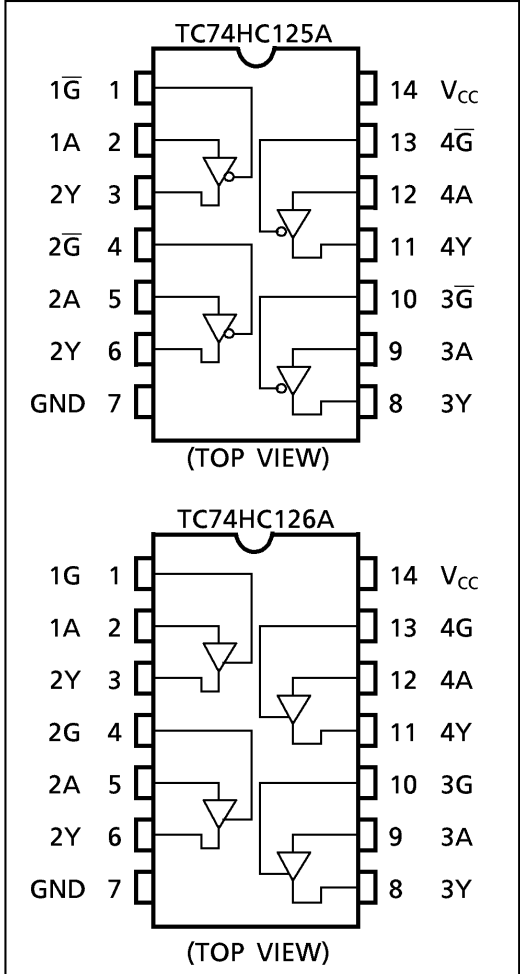 TC74HC125A
1G̅ 1 14 VCC
1A 2 13 4G̅
2Y 3 12 4A
2G̅ 4 11 4Y
2A 5 10 3G̅
2Y 6 9 3A
GND 7 8 3Y
(TOP VIEW)
TC74HC126A
1G 1 14 VCC
1A 2 13 4G
2Y 3 12 4A
2G 4 11 4Y
2A 5 10 3G
2Y 6 9 3A
GND 7 8 3Y
(TOP VIEW)